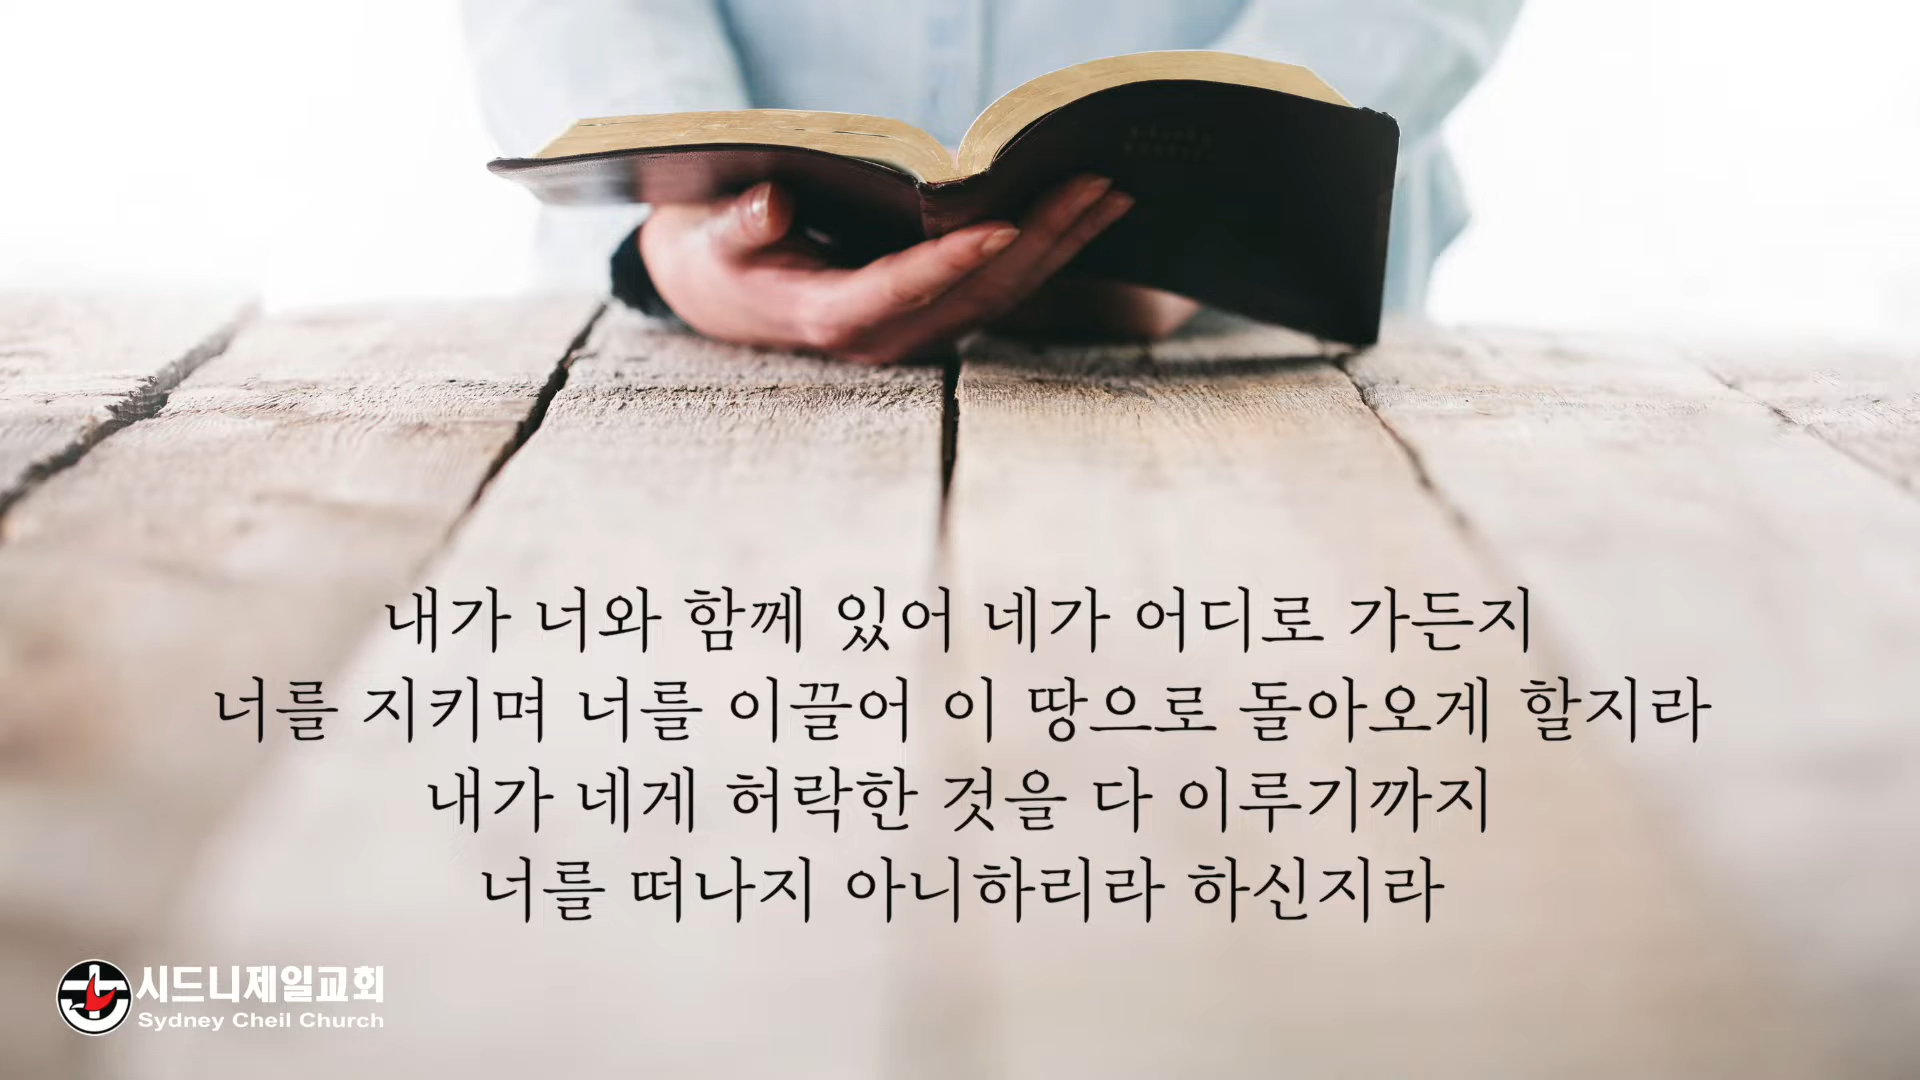 내가 너와 함께 있어 네가 어디로 가든지
너를 지키며 너를 이끌어 이 땅으로 돌아오게 할지라
내가 네게 허락한 것을 다 이루기까지
너를 떠나지 아니하리라 하신지라
시드니제일교회
Sydney Cheil Church